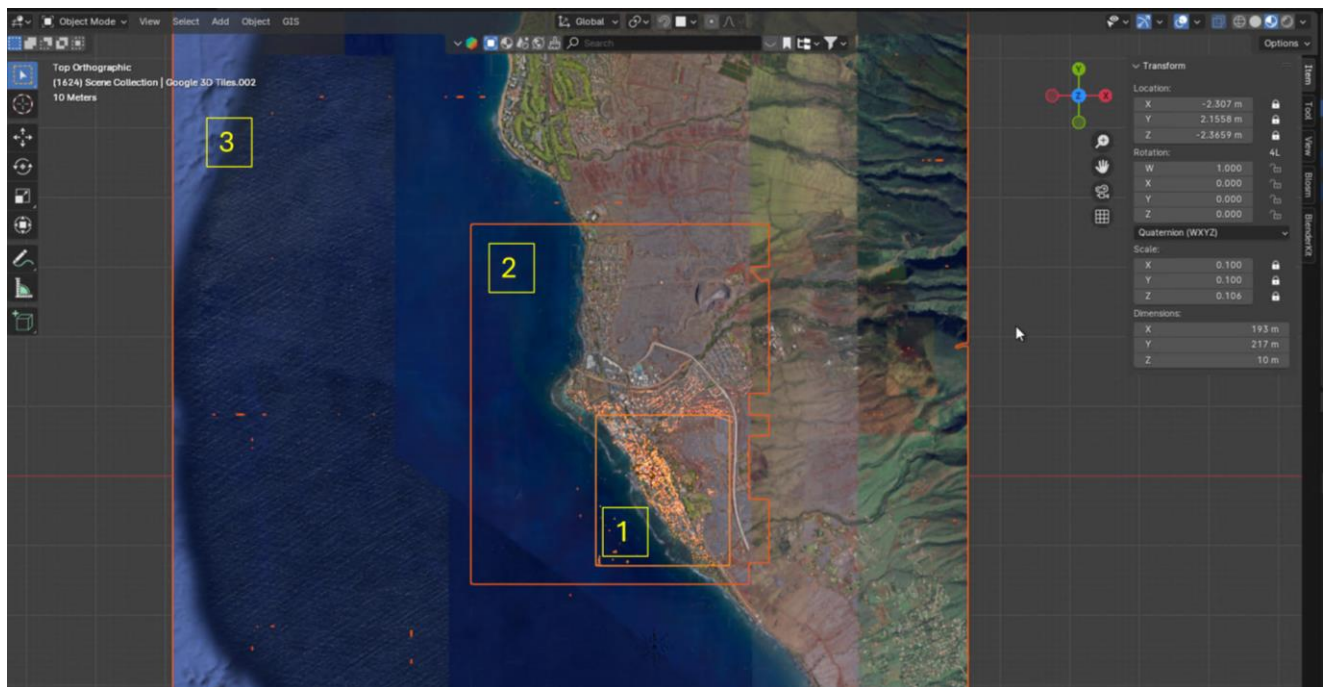 Object Mode View Select Add Object GIS
Global
Search
Options
Top Orthographic
(1624) Scene Collection | Google 3D Tiles.002
10 Meters
Transform
Location:
X -2.307 m
Y 2.1558 m
Z -2.3659 m
Rotation: 4L
W 1.000
X 0.000
Y 0.000
Z 0.000
Quaternion (WXYZ)
Scale:
X 0.100
Y 0.100
Z 0.106
Dimensions:
X 193 m
Y 217 m
Z 10 m
Item
Tool
View
Blosm
BlenderKit
Y
Z
X
3
2
1